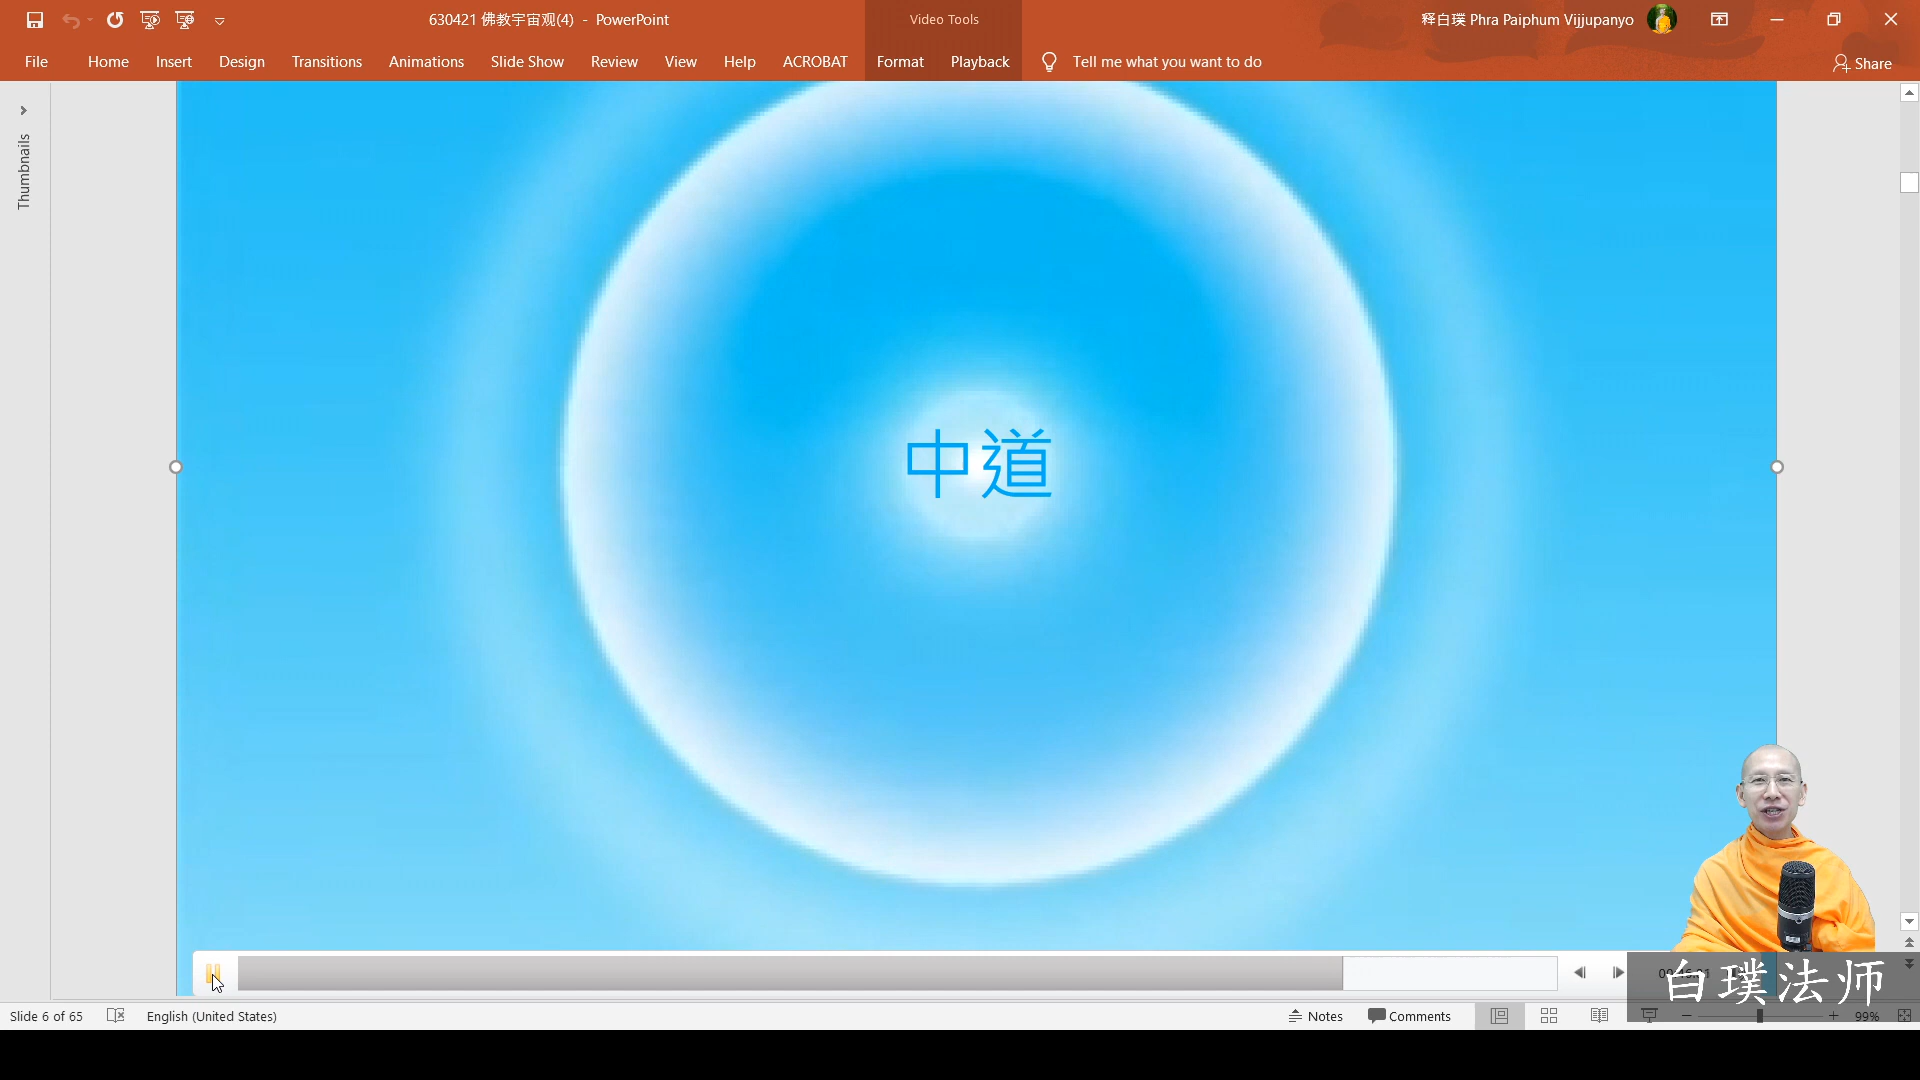 630421 佛教宇宙观(4) - PowerPoint
Video Tools
释白璞 Phra Paiphum Vijjupanyo
File Home Insert Design Transitions Animations Slide Show Review View Help ACROBAT Format Playback Tell me what you want to do Share
Thumbnails
中道
白璞法师
Slide 6 of 65 English (United States) Notes Comments 99%